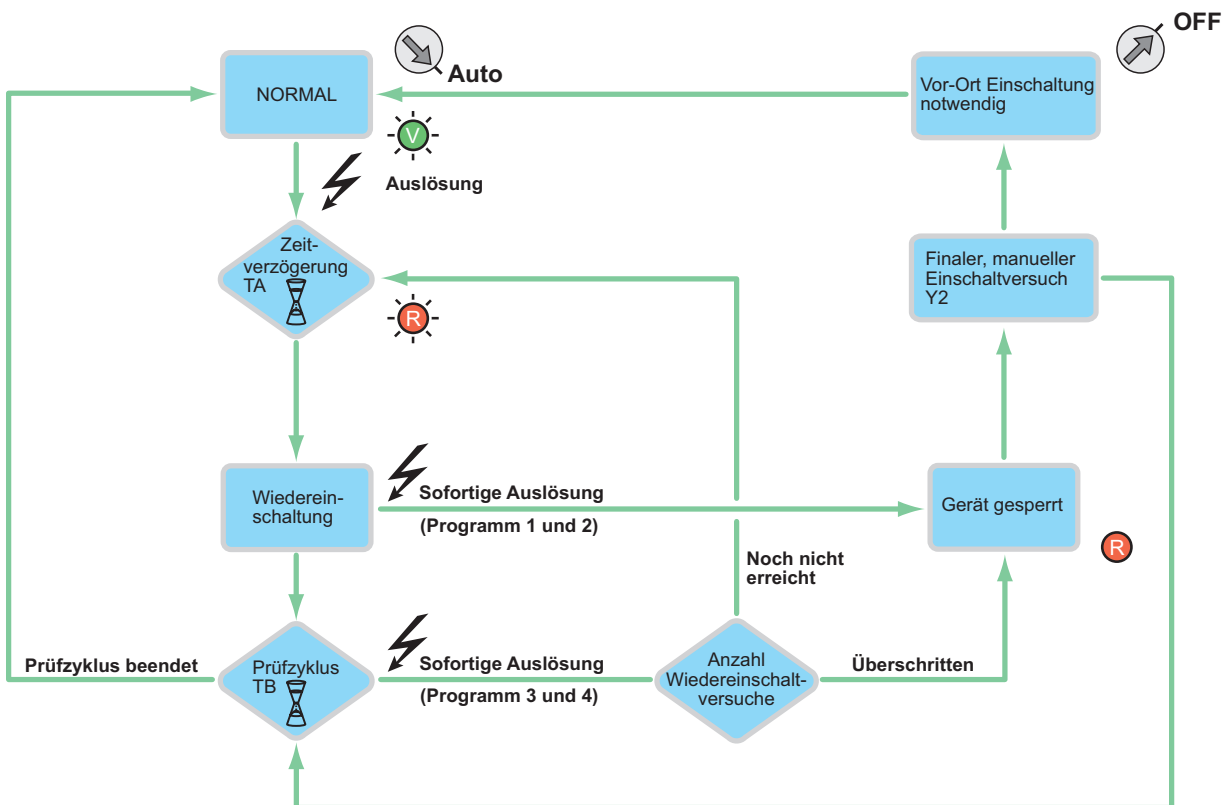 OFF
Auto
NORMAL
Vor-Ort Einschaltung
notwendig
V
Auslösung
Zeit-
verzögerung
TA
R
Finaler, manueller
Einschaltversuch
Y2
Wiederein-
schaltung
Sofortige Auslösung
(Programm 1 und 2)
Gerät gesperrt
R
Noch nicht
erreicht
Prüfzyklus beendet
Prüfzyklus
TB
Sofortige Auslösung
(Programm 3 und 4)
Anzahl
Wiedereinschalt-
versuche
Überschritten